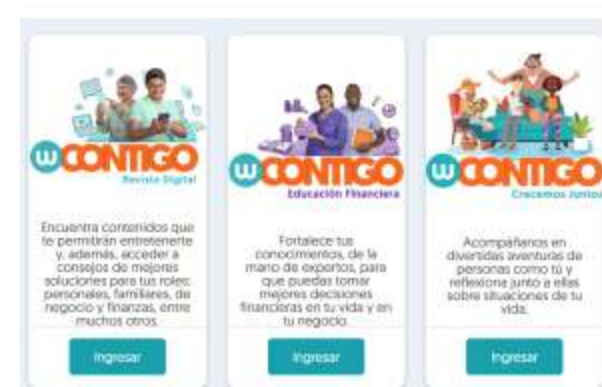 W CONTIGO
Revista Digital
Encuentra contenidos que
te permitirán entretenerte
y, además, acceder a
consejos de mejores
soluciones para tus roles:
personales, familiares, de
negocio y finanzas, entre
muchos otros.
Ingresar
W CONTIGO
Educación Financiera
Fortalece tus
conocimientos, de la
mano de expertos, para
que puedas tomar
mejores decisiones
financieras en tu vida y en
tu negocio.
Ingresar
W CONTIGO
Crecemos Juntos
Acompáñanos en
divertidas aventuras de
personas como tú y
reflexiona junto a ellas
sobre situaciones de tu
vida.
Ingresar